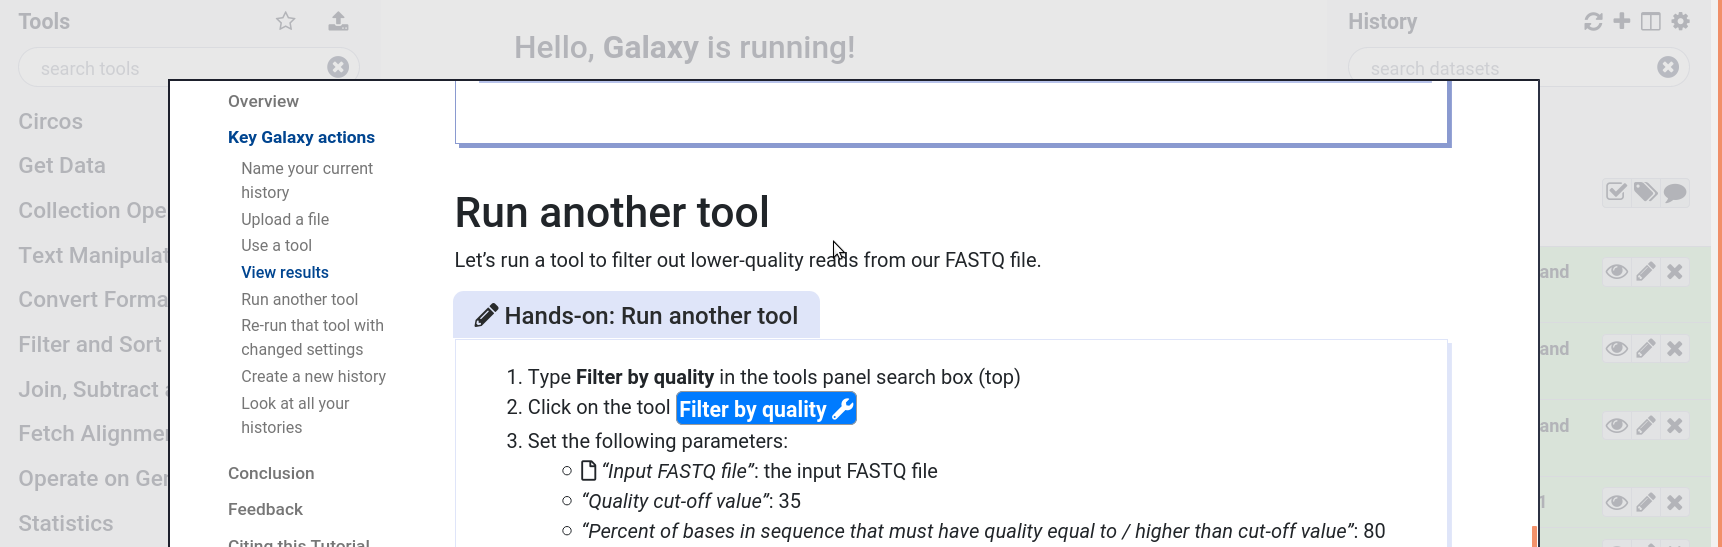 Tools
Hello, Galaxy is running!
History
search tools
search datasets
Circos
Get Data
Collection Ope
Text Manipulat
Convert Forma
Filter and Sort
Join, Subtract a
Fetch Alignmer
Operate on Ger
Statistics
Overview
Key Galaxy actions
Name your current
history
Upload a file
Use a tool
View results
Run another tool
Re-run that tool with
changed settings
Create a new history
Look at all your
histories
Conclusion
Feedback
Citing this Tutorial
Run another tool
Let’s run a tool to filter out lower-quality reads from our FASTQ file.
Hands-on: Run another tool
1. Type Filter by quality in the tools panel search box (top)
2. Click on the tool Filter by quality
3. Set the following parameters:
“Input FASTQ file”: the input FASTQ file
“Quality cut-off value”: 35
“Percent of bases in sequence that must have quality equal to / higher than cut-off value”: 80
and
and
and